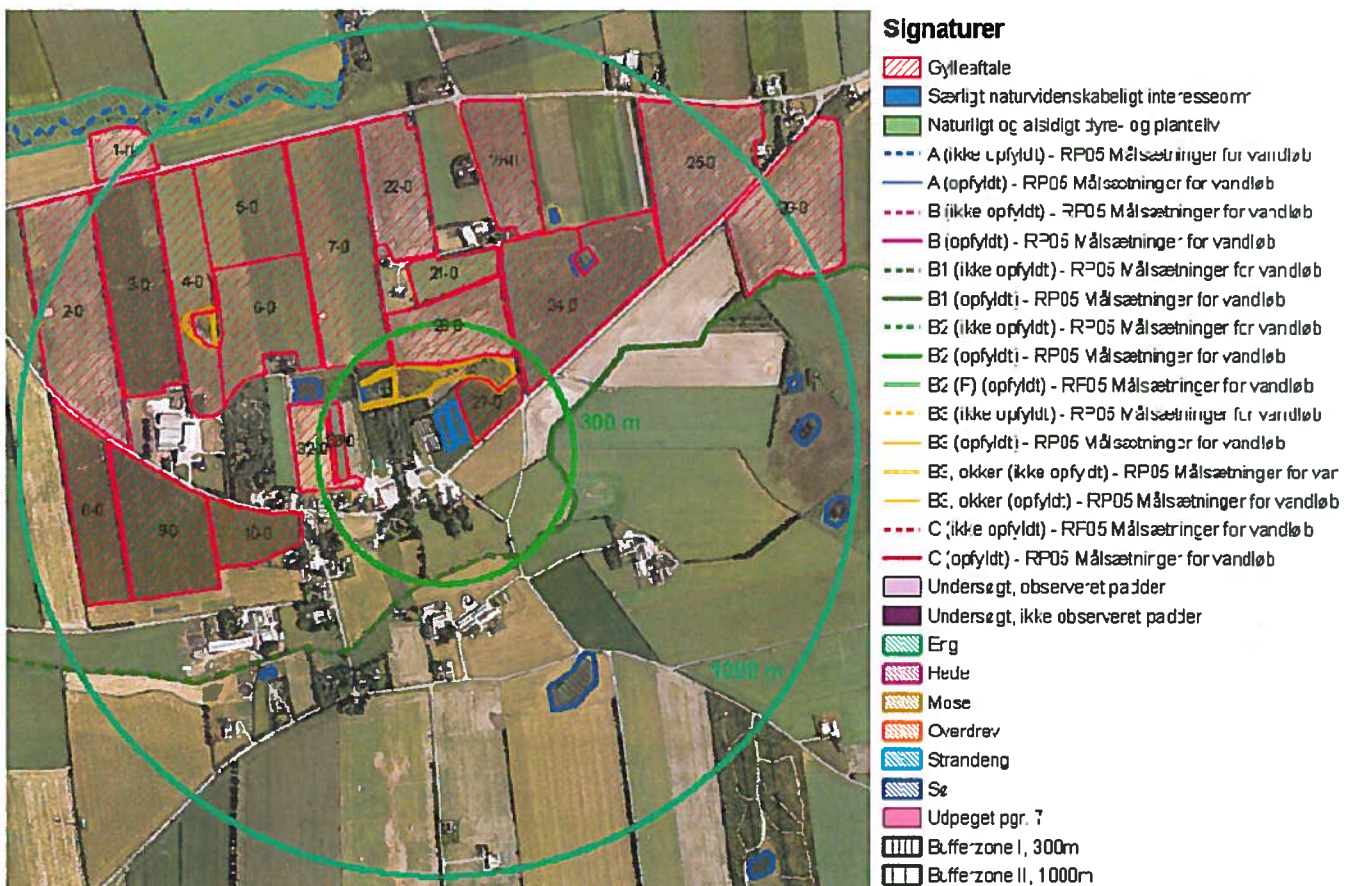 1-0
5-0
22-0
25-0
7-0
3-0
4-0
2-0
6-0
21-0
27-0
300 m
32-0
9-0
10-0
1000 m
Signaturer
Gylleaftale
Særligt naturvidenskabeligt interesseomr
Naturligt og alsidigt dyre- og planteliv
A (ikke opfyldt) - RP05 Målsætninger for vandløb
A (opfyldt) - RP05 Målsætninger for vandløb
B (ikke opfyldt) - RP05 Målsætninger for vandløb
B (opfyldt) - RP05 Målsætninger for vandløb
B1 (ikke opfyldt) - RP05 Målsætninger for vandløb
B1 (opfyldt) - RP05 Målsætninger for vandløb
B2 (ikke opfyldt) - RP05 Målsætninger for vandløb
B2 (opfyldt) - RP05 Målsætninger for vandløb
B2 (F) (opfyldt) - RP05 Målsætninger for vandløb
B3 (ikke opfyldt) - RP05 Målsætninger for vandløb
B3 (opfyldt) - RP05 Målsætninger for vandløb
B3, okker (ikke opfyldt) - RP05 Målsætninger for van
B3, okker (opfyldt) - RP05 Målsætninger for vandløb
C (ikke opfyldt) - RP05 Målsætninger for vandløb
C (opfyldt) - RP05 Målsætninger for vandløb
Undersøgt, observeret padder
Undersøgt, ikke observeret padder
Eng
Hede
Mose
Overdrev
Strandeng
Sø
Udpeget pgr. 7
Bufferzone I, 300m
Bufferzone II, 1000m